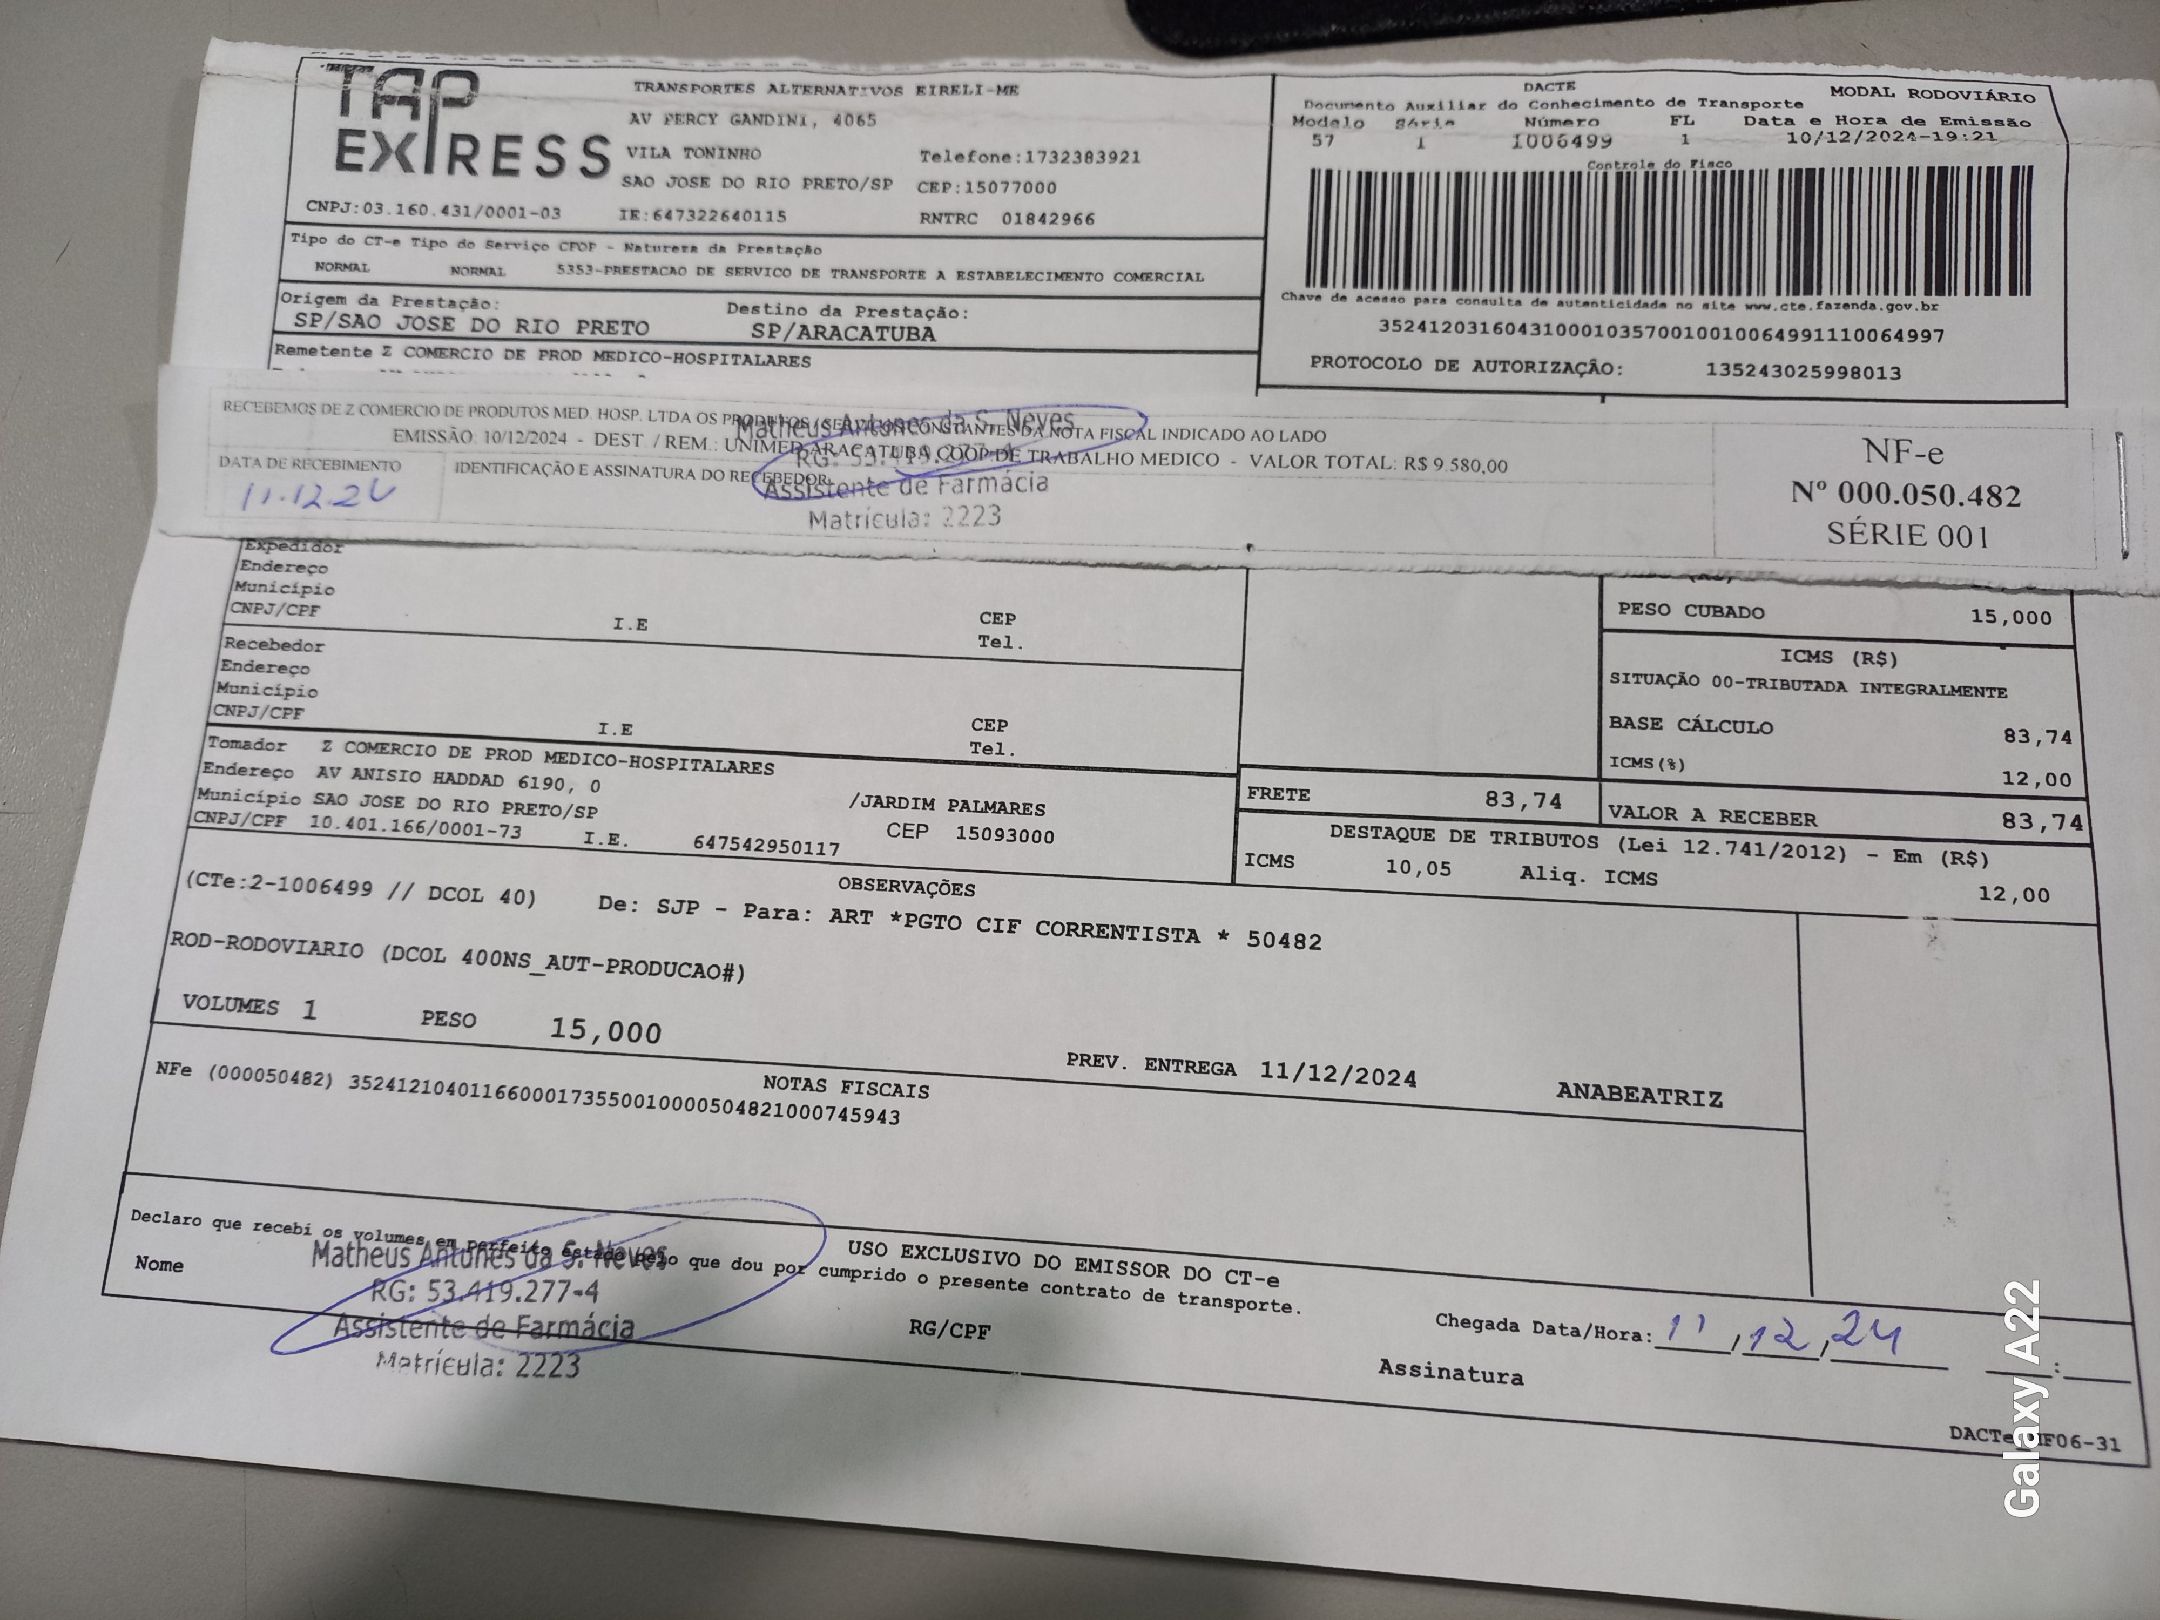 TAP EXPRESS
TRANSPORTES ALTERNATIVOS EIRELI-ME
AV PERCY GANDINI, 4065
VILA TONINHO Telefone:1732383921
SAO JOSE DO RIO PRETO/SP CEP:15077000
CNPJ:03.160.431/0001-03 IE:647322640115 RNTRC 01842966
DACTE MODAL RODOVIÁRIO
Documento Auxiliar do Conhecimento de Transporte
Modelo Série Número FL Data e Hora de Emissão
57 1 1006499 1 10/12/2024-19:21
Controle do Fisco
Chave de acesso para consulta de autenticidade no site www.cte.fazenda.gov.br
35241203160431000103570010010064991110064997
PROTOCOLO DE AUTORIZAÇÃO: 135243025998013
Tipo do CT-e Tipo do Serviço CFOP - Natureza da Prestação
NORMAL NORMAL 5353-PRESTACAO DE SERVICO DE TRANSPORTE A ESTABELECIMENTO COMERCIAL
Origem da Prestação: Destino da Prestação:
SP/SAO JOSE DO RIO PRETO SP/ARACATUBA
Remetente Z COMERCIO DE PROD MEDICO-HOSPITALARES
RECEBEMOS DE Z COMERCIO DE PRODUTOS MED. HOSP. LTDA OS PRODUTOS / SERVIÇOS CONSTANTES DA NOTA FISCAL INDICADO AO LADO
EMISSÃO: 10/12/2024 - DEST. / REM.: UNIMED ARACATUBA COOP DE TRABALHO MEDICO - VALOR TOTAL: R$ 9.580,00
DATA DE RECEBIMENTO IDENTIFICAÇÃO E ASSINATURA DO RECEBEDOR
11.12.24
Matheus Antunes da S. Neves
RG: 53.419.277-4
Assistente de Farmácia
Matrícula: 2223
NF-e
Nº 000.050.482
SÉRIE 001
Expedidor
Endereço
Município
CNPJ/CPF I.E CEP
Tel.
Recebedor
Endereço
Município
CNPJ/CPF I.E CEP
Tel.
PESO CUBADO 15,000
ICMS (R$)
SITUAÇÃO 00-TRIBUTADA INTEGRALMENTE
BASE CÁLCULO 83,74
ICMS(%) 12,00
Tomador Z COMERCIO DE PROD MEDICO-HOSPITALARES
Endereço AV ANISIO HADDAD 6190, 0 /JARDIM PALMARES
Município SAO JOSE DO RIO PRETO/SP CEP 15093000
CNPJ/CPF 10.401.166/0001-73 I.E. 647542950117
FRETE 83,74 VALOR A RECEBER 83,74
DESTAQUE DE TRIBUTOS (Lei 12.741/2012) - Em (R$)
ICMS 10,05 Aliq. ICMS 12,00
OBSERVAÇÕES
(CTe:2-1006499 // DCOL 40) De: SJP - Para: ART *PGTO CIF CORRENTISTA * 50482
ROD-RODOVIARIO (DCOL 400NS_AUT-PRODUCAO#)
VOLUMES 1 PESO 15,000 PREV. ENTREGA 11/12/2024 ANABEATRIZ
NOTAS FISCAIS
NFe (000050482) 35241210401166000173550010000504821000745943
USO EXCLUSIVO DO EMISSOR DO CT-e
Declaro que recebi os volumes em perfeito estado pelo que dou por cumprido o presente contrato de transporte.
Nome RG/CPF Chegada Data/Hora: 11,12,24 :
Assinatura
Matheus Antunes da S. Neves
RG: 53.419.277-4
Assistente de Farmácia
Matrícula: 2223
Galaxy A22